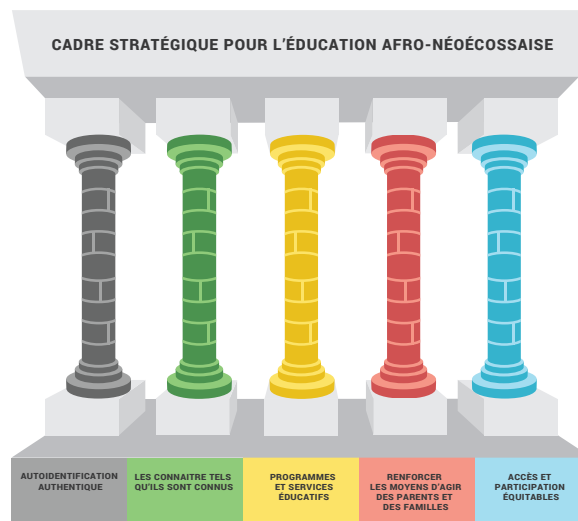 CADRE STRATÉGIQUE POUR L'ÉDUCATION AFRO-NÉOÉCOSSAISE
AUTOIDENTIFICATION
AUTHENTIQUE
LES CONNAITRE TELS
QU'ILS SONT CONNUS
PROGRAMMES
ET SERVICES
ÉDUCATIFS
RENFORCER
LES MOYENS D'AGIR
DES PARENTS ET
DES FAMILLES
ACCÈS ET
PARTICIPATION
ÉQUITABLES